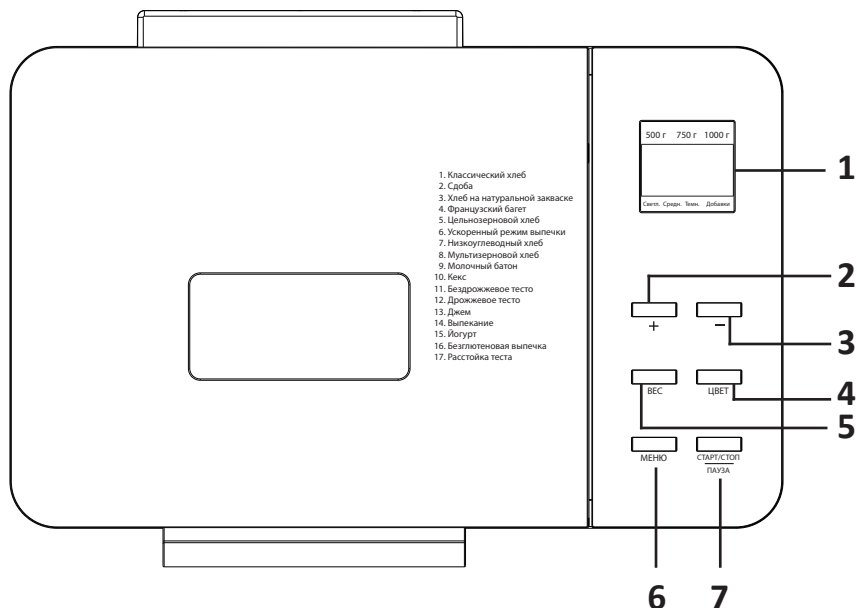 500 г 750 г 1000 г
Светл. Средн. Темн. Добавки
1
1. Классический хлеб
2. Сдоба
3. Хлеб на натуральной закваске
4. Французский багет
5. Цельнозерновой хлеб
6. Ускоренный режим выпечки
7. Низкоуглеводный хлеб
8. Мультизерновой хлеб
9. Молочный батон
10. Кекс
11. Бездрожжевое тесто
12. Дрожжевое тесто
13. Джем
14. Выпекание
15. Йогурт
16. Безглютеновая выпечка
17. Расстойка теста
2
+ −
3
ВЕС ЦВЕТ
4
5
МЕНЮ СТАРТ/СТОП
ПАУЗА
6 7